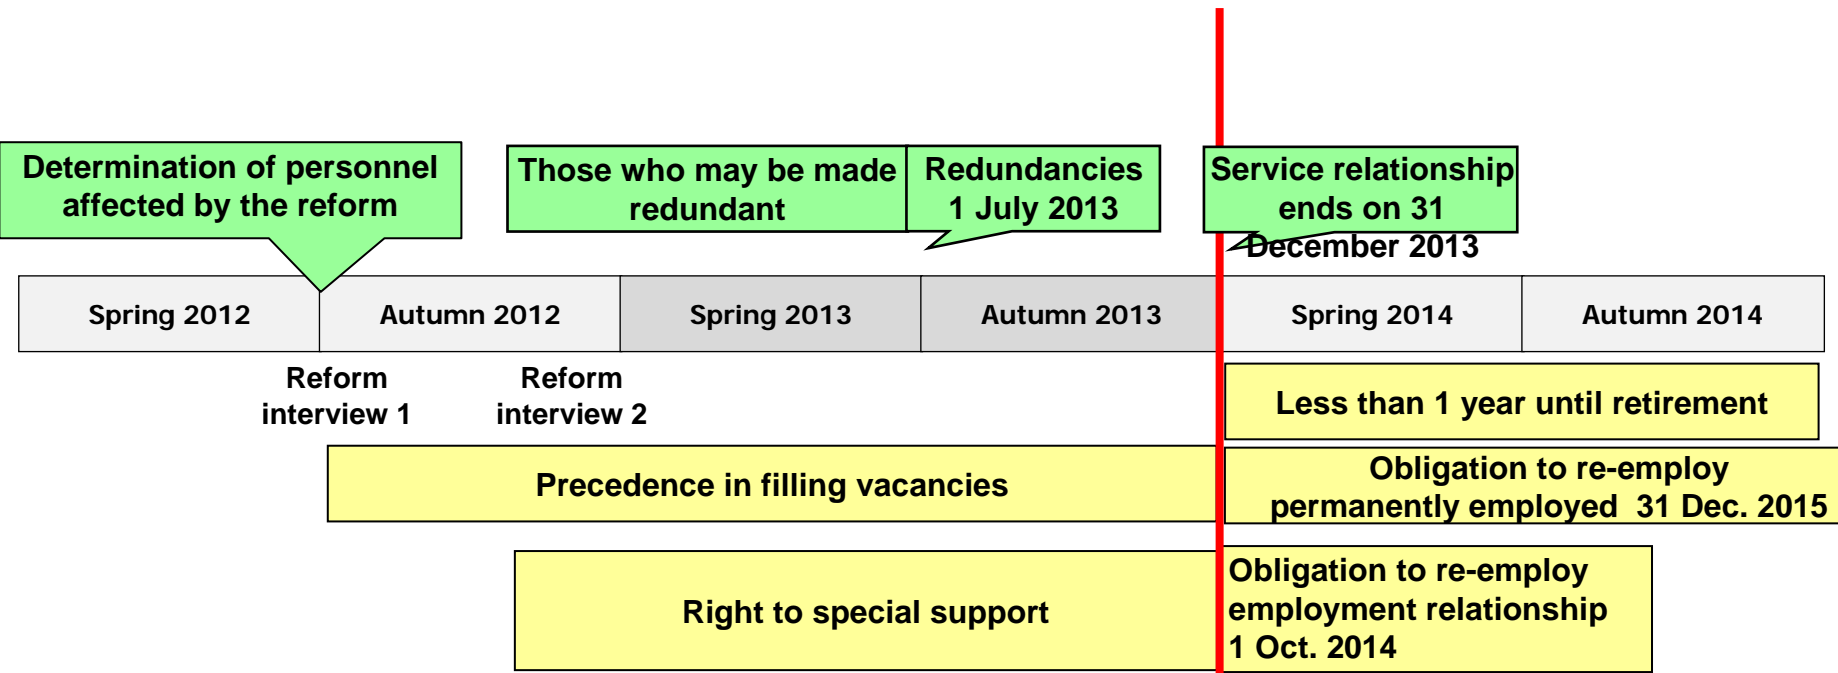 Determination of personnel
affected by the reform
Those who may be made
redundant
Redundancies
1 July 2013
Service relationship
ends on 31
December 2013
Spring 2012
Autumn 2012
Spring 2013
Autumn 2013
Spring 2014
Autumn 2014
Reform
interview 1
Reform
interview 2
Less than 1 year until retirement
Precedence in filling vacancies
Obligation to re-employ
permanently employed  31 Dec. 2015
Right to special support
Obligation to re-employ
employment relationship
1 Oct. 2014